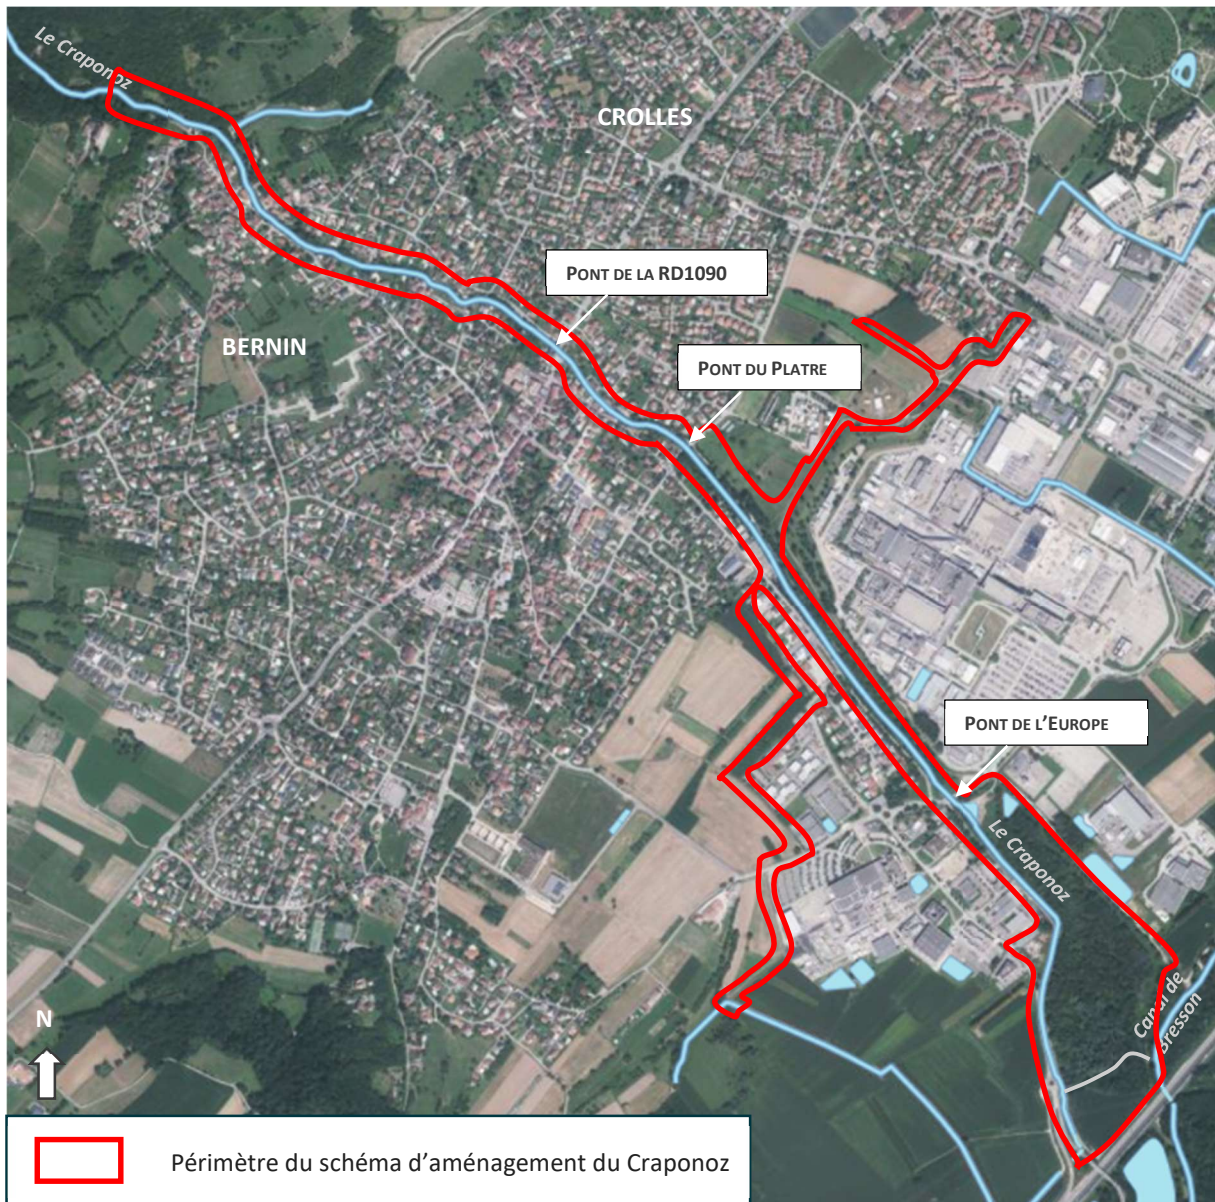 Le Craponoz
CROLLES
PONT DE LA RD1090
BERNIN
PONT DU PLATRE
PONT DE L'EUROPE
Le Craponoz
Canal de
Bresson
N
Périmètre du schéma d'aménagement du Craponoz